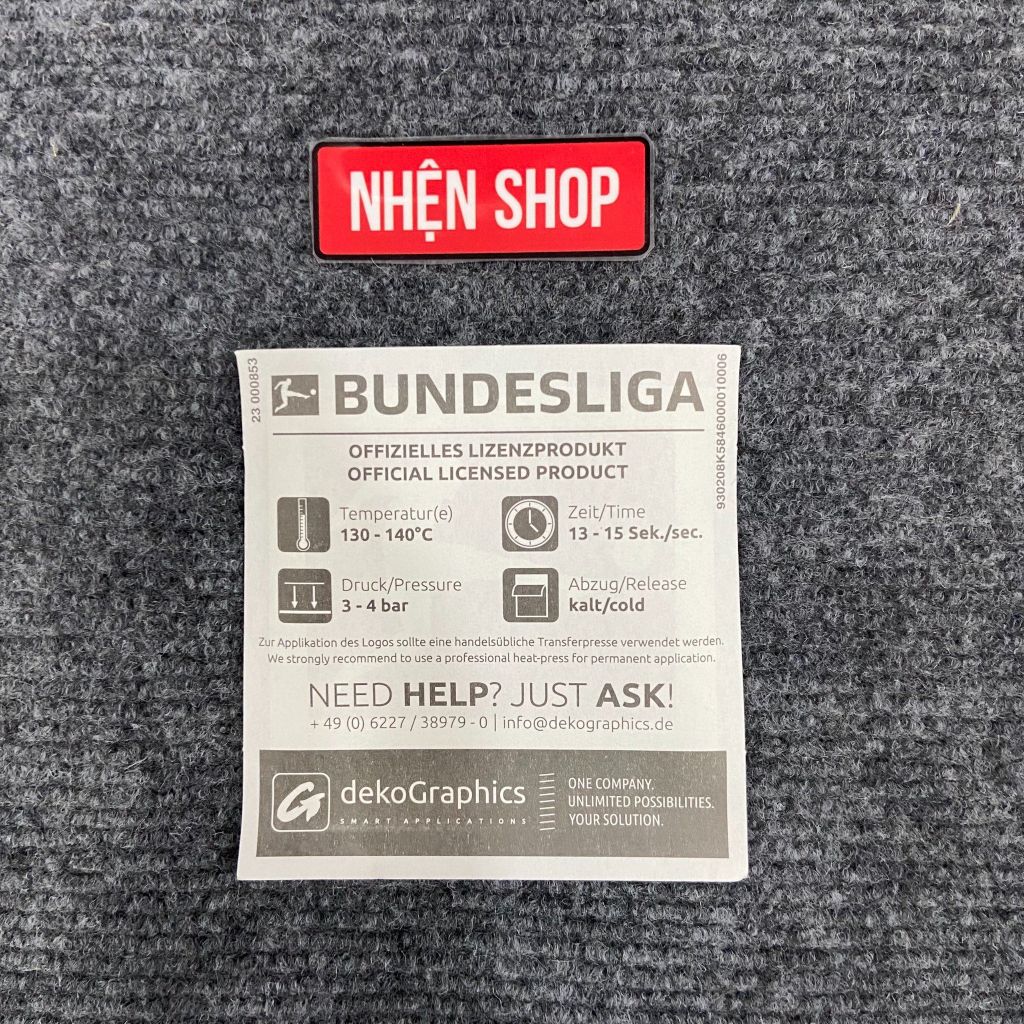 NHỆN SHOP
23 000853
BUNDESLIGA
930208K5846000010006
OFFIZIELLES LIZENZPRODUKT
OFFICIAL LICENSED PRODUCT
Temperatur(e)
130 - 140°C
Zeit/Time
13 - 15 Sek./sec.
Druck/Pressure
3 - 4 bar
Abzug/Release
kalt/cold
Zur Applikation des Logos sollte eine handelsübliche Transferpresse verwendet werden.
We strongly recommend to use a professional heat-press for permanent application.
NEED HELP? JUST ASK!
+ 49 (0) 6227 / 38979 - 0 | info@dekographics.de
dekoGraphics
SMART APPLICATIONS
ONE COMPANY.
UNLIMITED POSSIBILITIES.
YOUR SOLUTION.